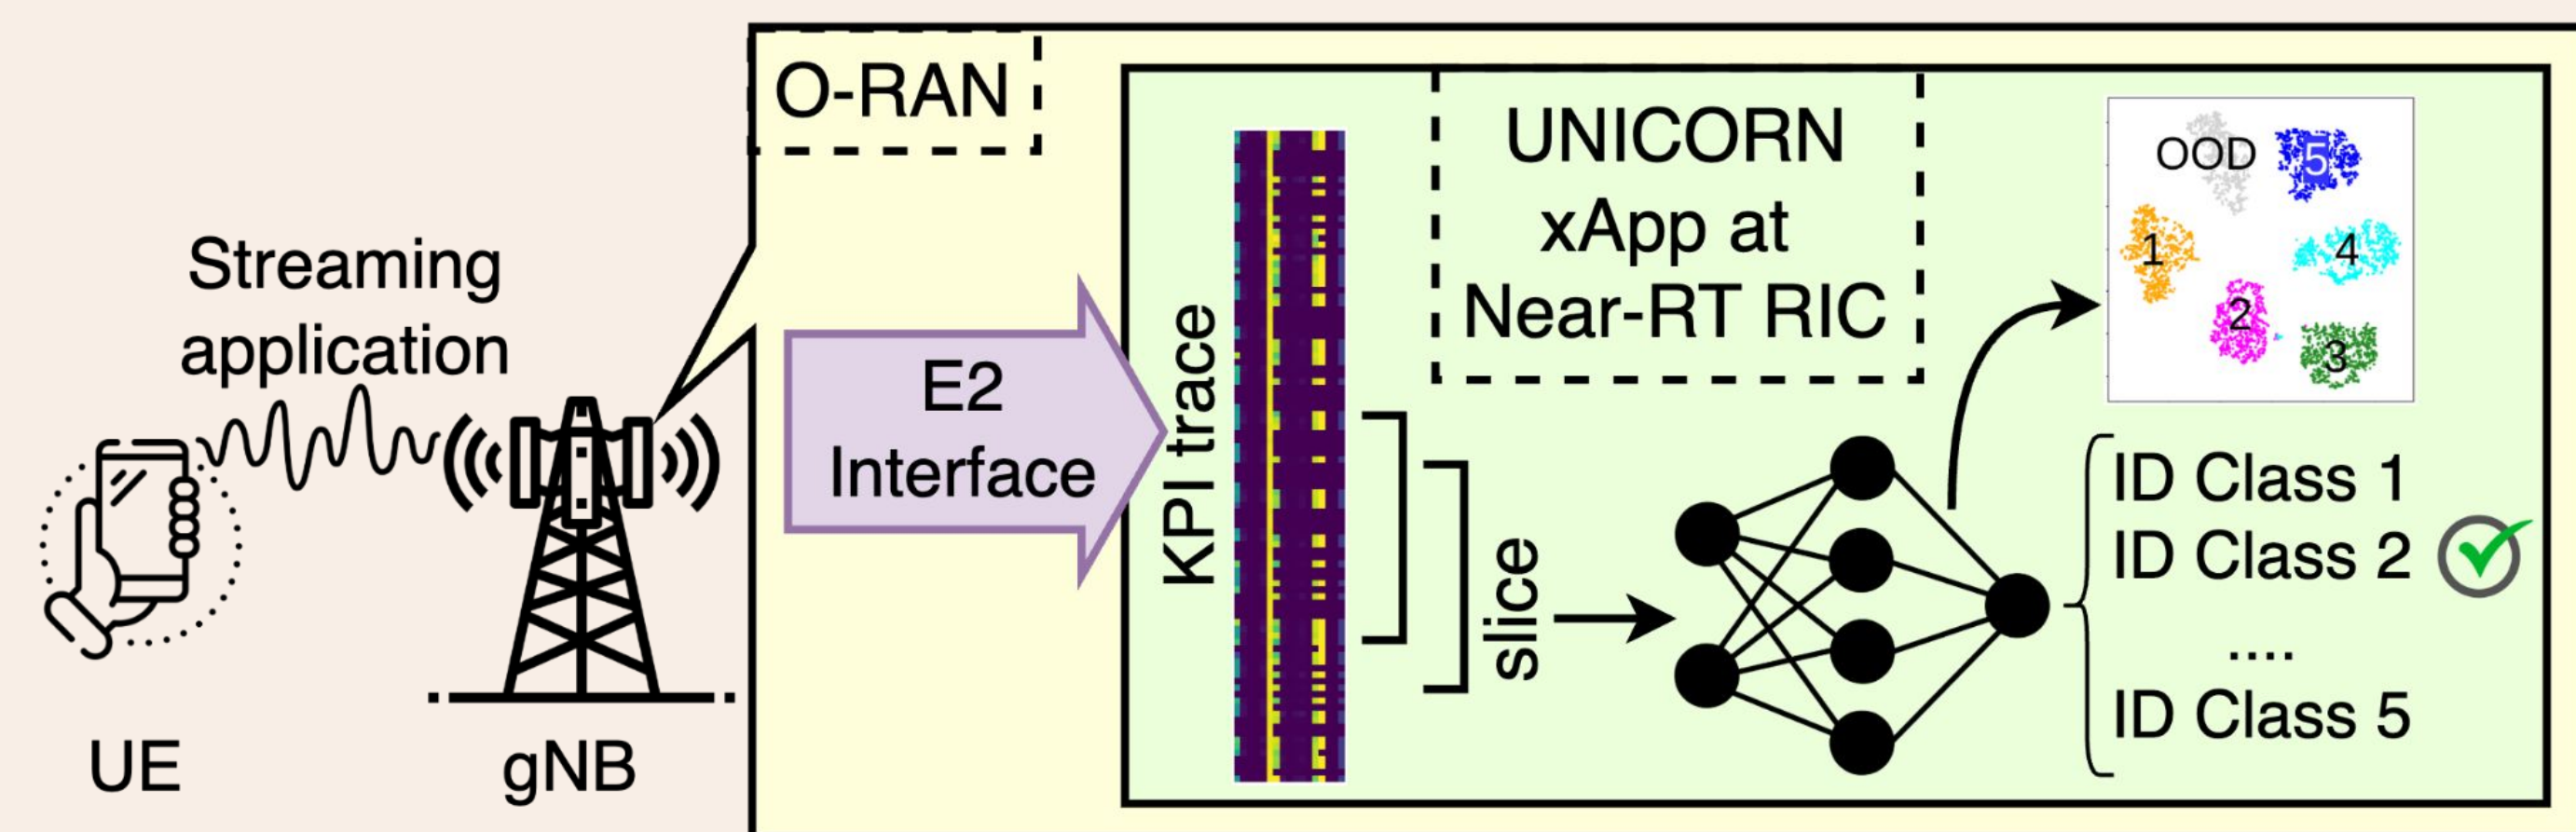 Streaming
application
UE
gNB
O-RAN
E2
Interface
KPI trace
slice
UNICORN
xApp at
Near-RT RIC
OOD
5
1
4
2
3
ID Class 1
ID Class 2
....
ID Class 5